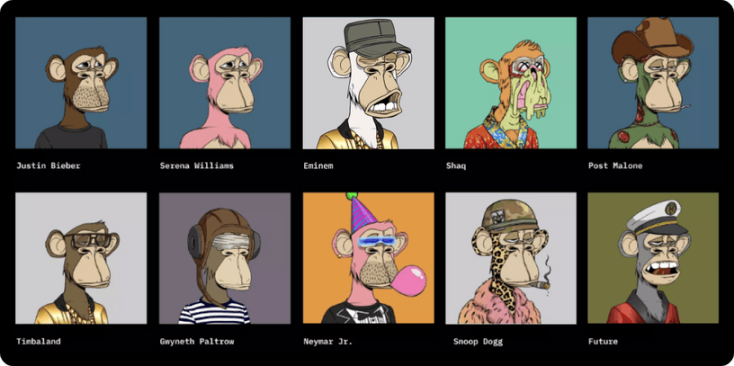 Justin Bieber
Serena Williams
Eminem
Shaq
Post Malone
Timbaland
Gwyneth Paltrow
Neymar Jr.
Snoop Dogg
Future